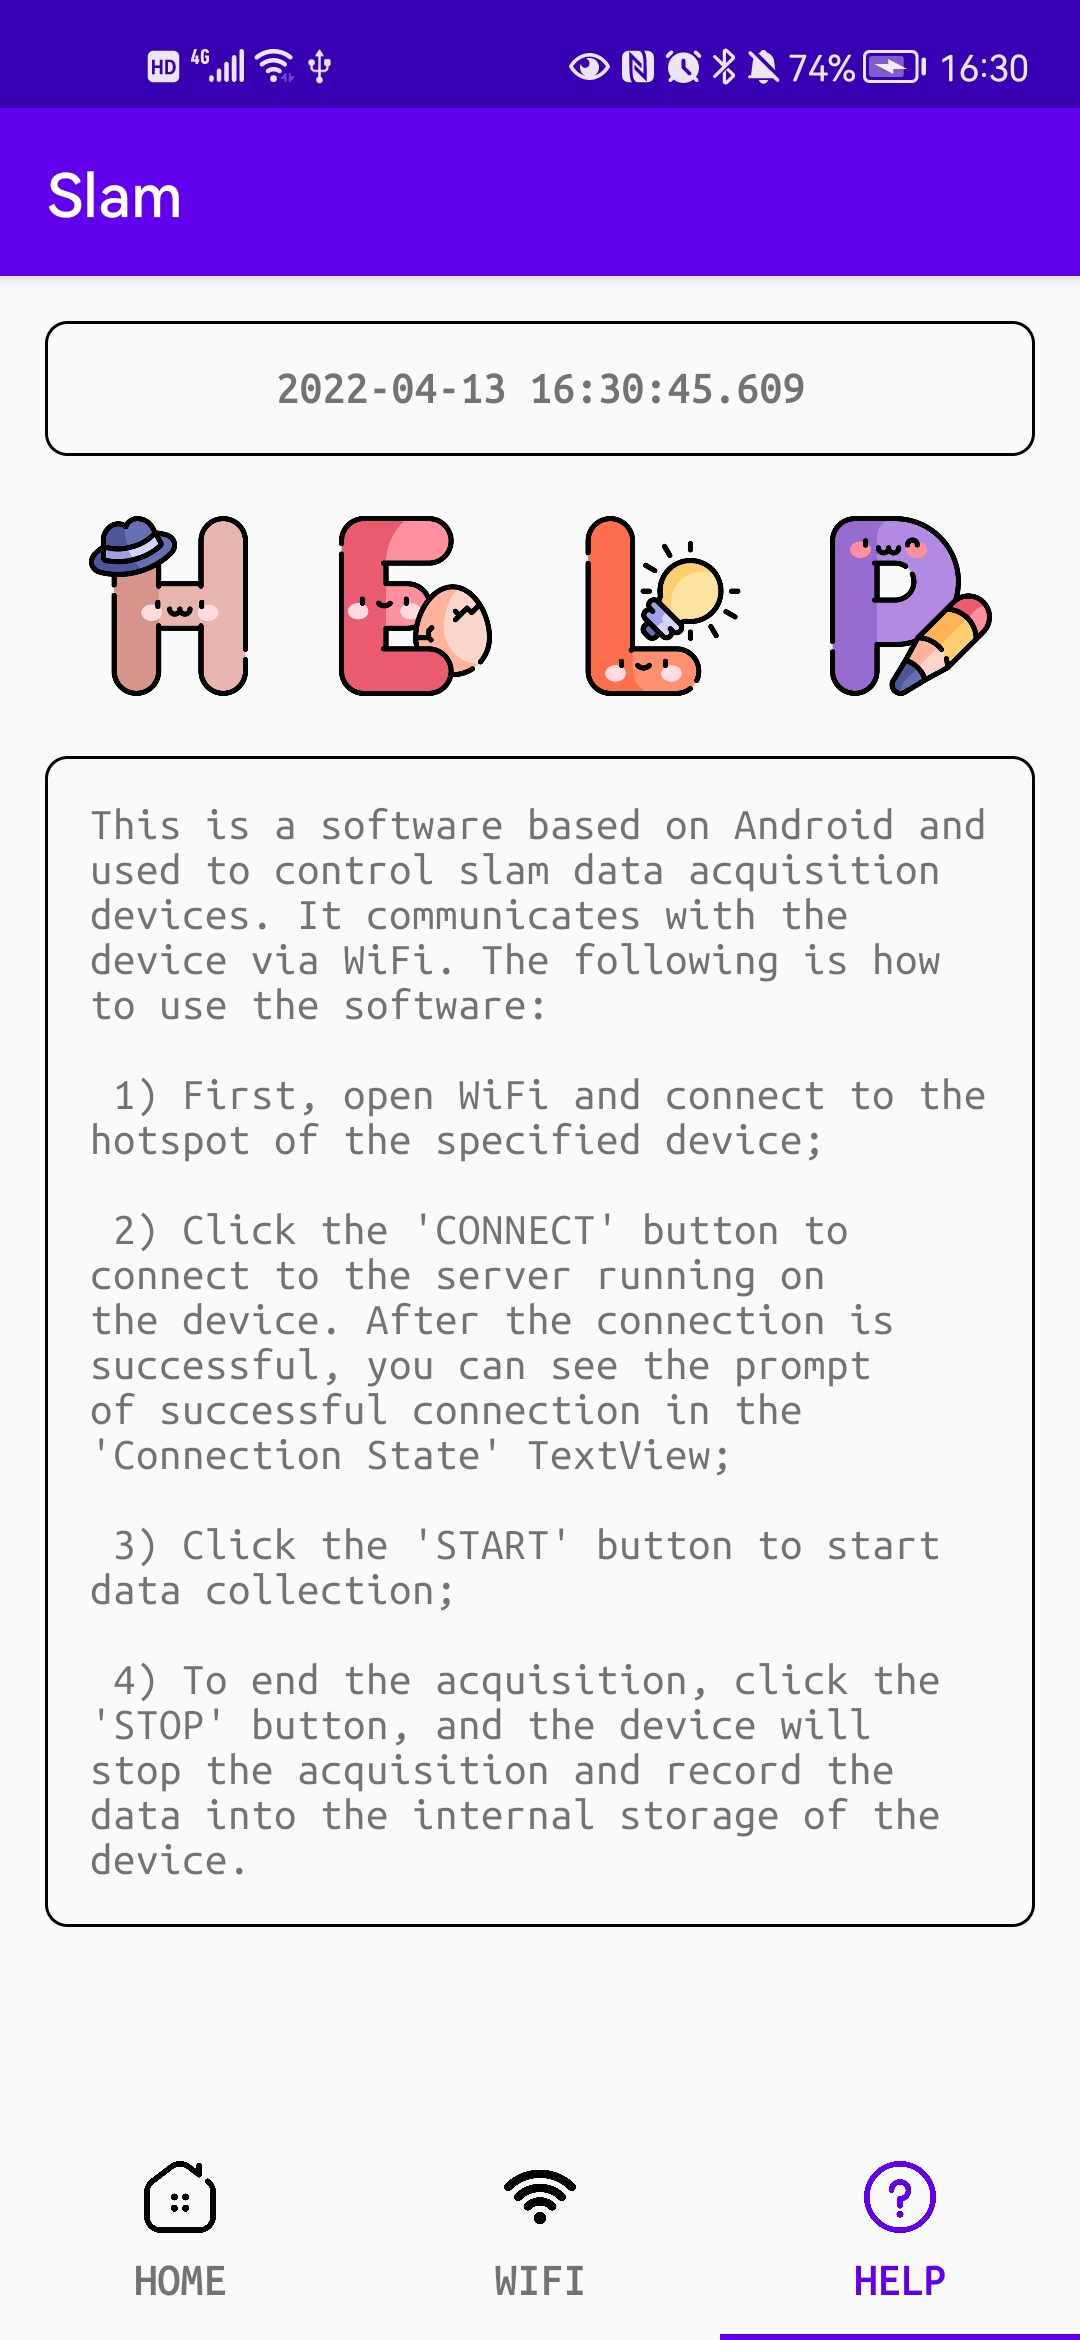 HD 4G 74% 16:30
Slam
2022-04-13 16:30:45.609
HELP
This is a software based on Android and
used to control slam data acquisition
devices. It communicates with the
device via WiFi. The following is how
to use the software:
1) First, open WiFi and connect to the
hotspot of the specified device;
2) Click the 'CONNECT' button to
connect to the server running on
the device. After the connection is
successful, you can see the prompt
of successful connection in the
'Connection State' TextView;
3) Click the 'START' button to start
data collection;
4) To end the acquisition, click the
'STOP' button, and the device will
stop the acquisition and record the
data into the internal storage of the
device.
HOME WIFI HELP